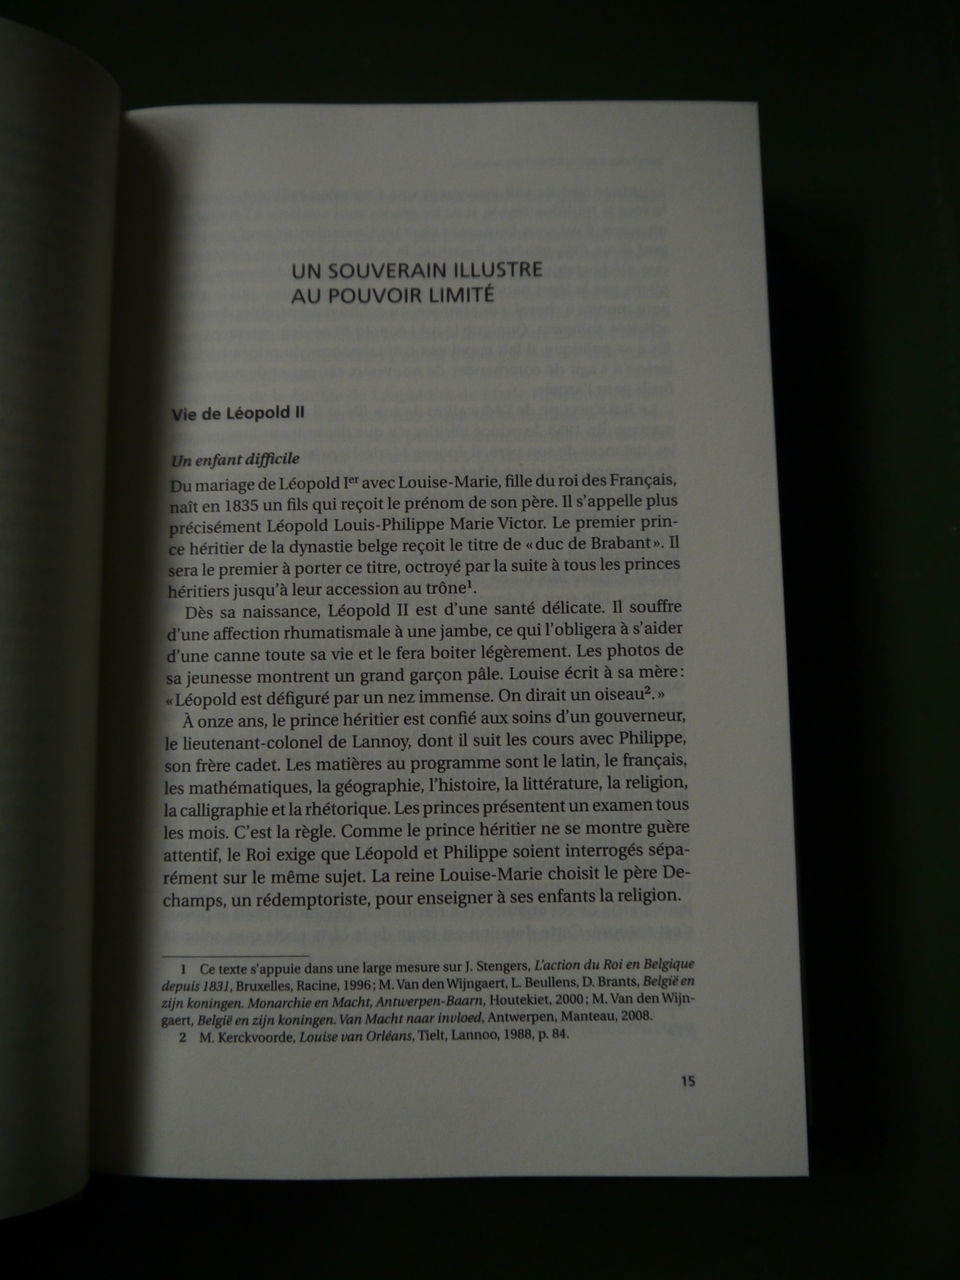 UN SOUVERAIN ILLUSTRE
AU POUVOIR LIMITÉ
Vie de Léopold II
Un enfant difficile
Du mariage de Léopold Ier avec Louise-Marie, fille du roi des Français,
naît en 1835 un fils qui reçoit le prénom de son père. Il s'appelle plus
précisément Léopold Louis-Philippe Marie Victor. Le premier prin-
ce héritier de la dynastie belge reçoit le titre de «duc de Brabant». Il
sera le premier à porter ce titre, octroyé par la suite à tous les princes
héritiers jusqu'à leur accession au trône¹.
Dès sa naissance, Léopold II est d'une santé délicate. Il souffre
d'une affection rhumatismale à une jambe, ce qui l'obligera à s'aider
d'une canne toute sa vie et le fera boiter légèrement. Les photos de
sa jeunesse montrent un grand garçon pâle. Louise écrit à sa mère:
«Léopold est défiguré par un nez immense. On dirait un oiseau².»
À onze ans, le prince héritier est confié aux soins d'un gouverneur,
le lieutenant-colonel de Lannoy, dont il suit les cours avec Philippe,
son frère cadet. Les matières au programme sont le latin, le français,
les mathématiques, la géographie, l'histoire, la littérature, la religion,
la calligraphie et la rhétorique. Les princes présentent un examen tous
les mois. C'est la règle. Comme le prince héritier ne se montre guère
attentif, le Roi exige que Léopold et Philippe soient interrogés sépa-
rément sur le même sujet. La reine Louise-Marie choisit le père De-
champs, un rédemptoriste, pour enseigner à ses enfants la religion.
1 Ce texte s'appuie dans une large mesure sur J. Stengers, L'action du Roi en Belgique
depuis 1831, Bruxelles, Racine, 1996; M. Van den Wijngaert, L. Beullens, D. Brants, België en
zijn koningen. Monarchie en Macht, Antwerpen-Baarn, Houtekiet, 2000; M. Van den Wijn-
gaert, België en zijn koningen. Van Macht naar invloed, Antwerpen, Manteau, 2008.
2 M. Kerckvoorde, Louise van Orléans, Tielt, Lannoo, 1988, p. 84.
15